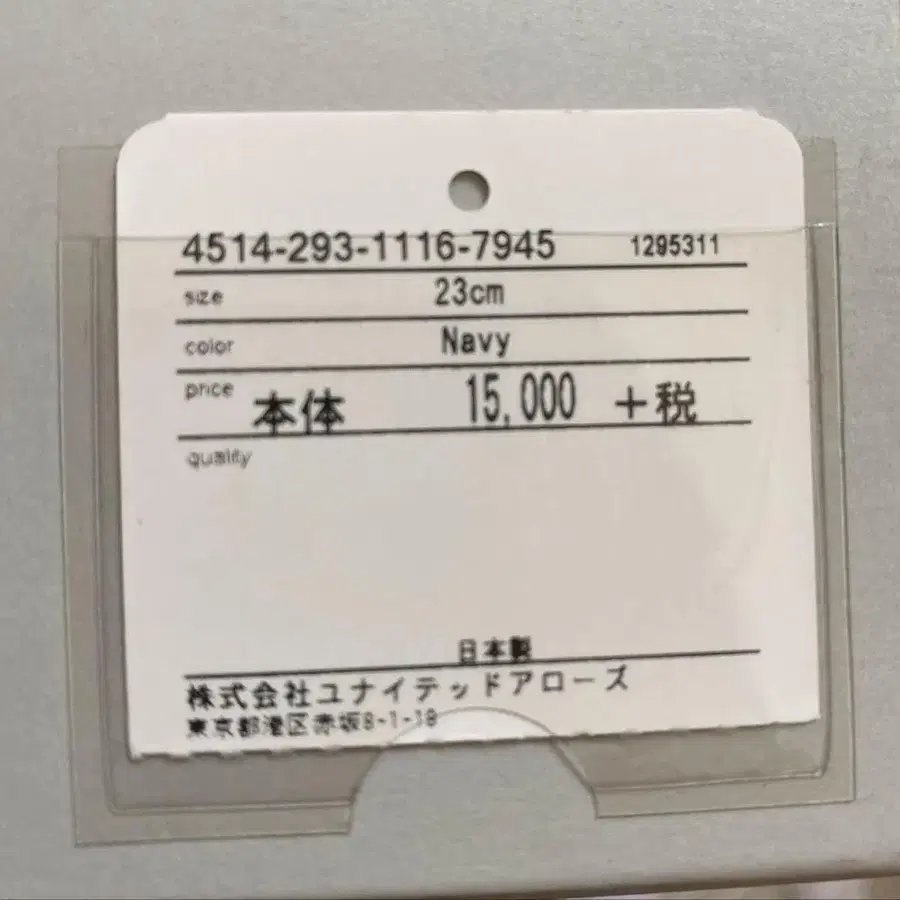 4514-293-1116-7945 1295311
size 23cm
color Navy
price 本体 15,000 +税
quality
日本製
株式会社ユナイテッドアローズ
東京都港区赤坂8-1-19